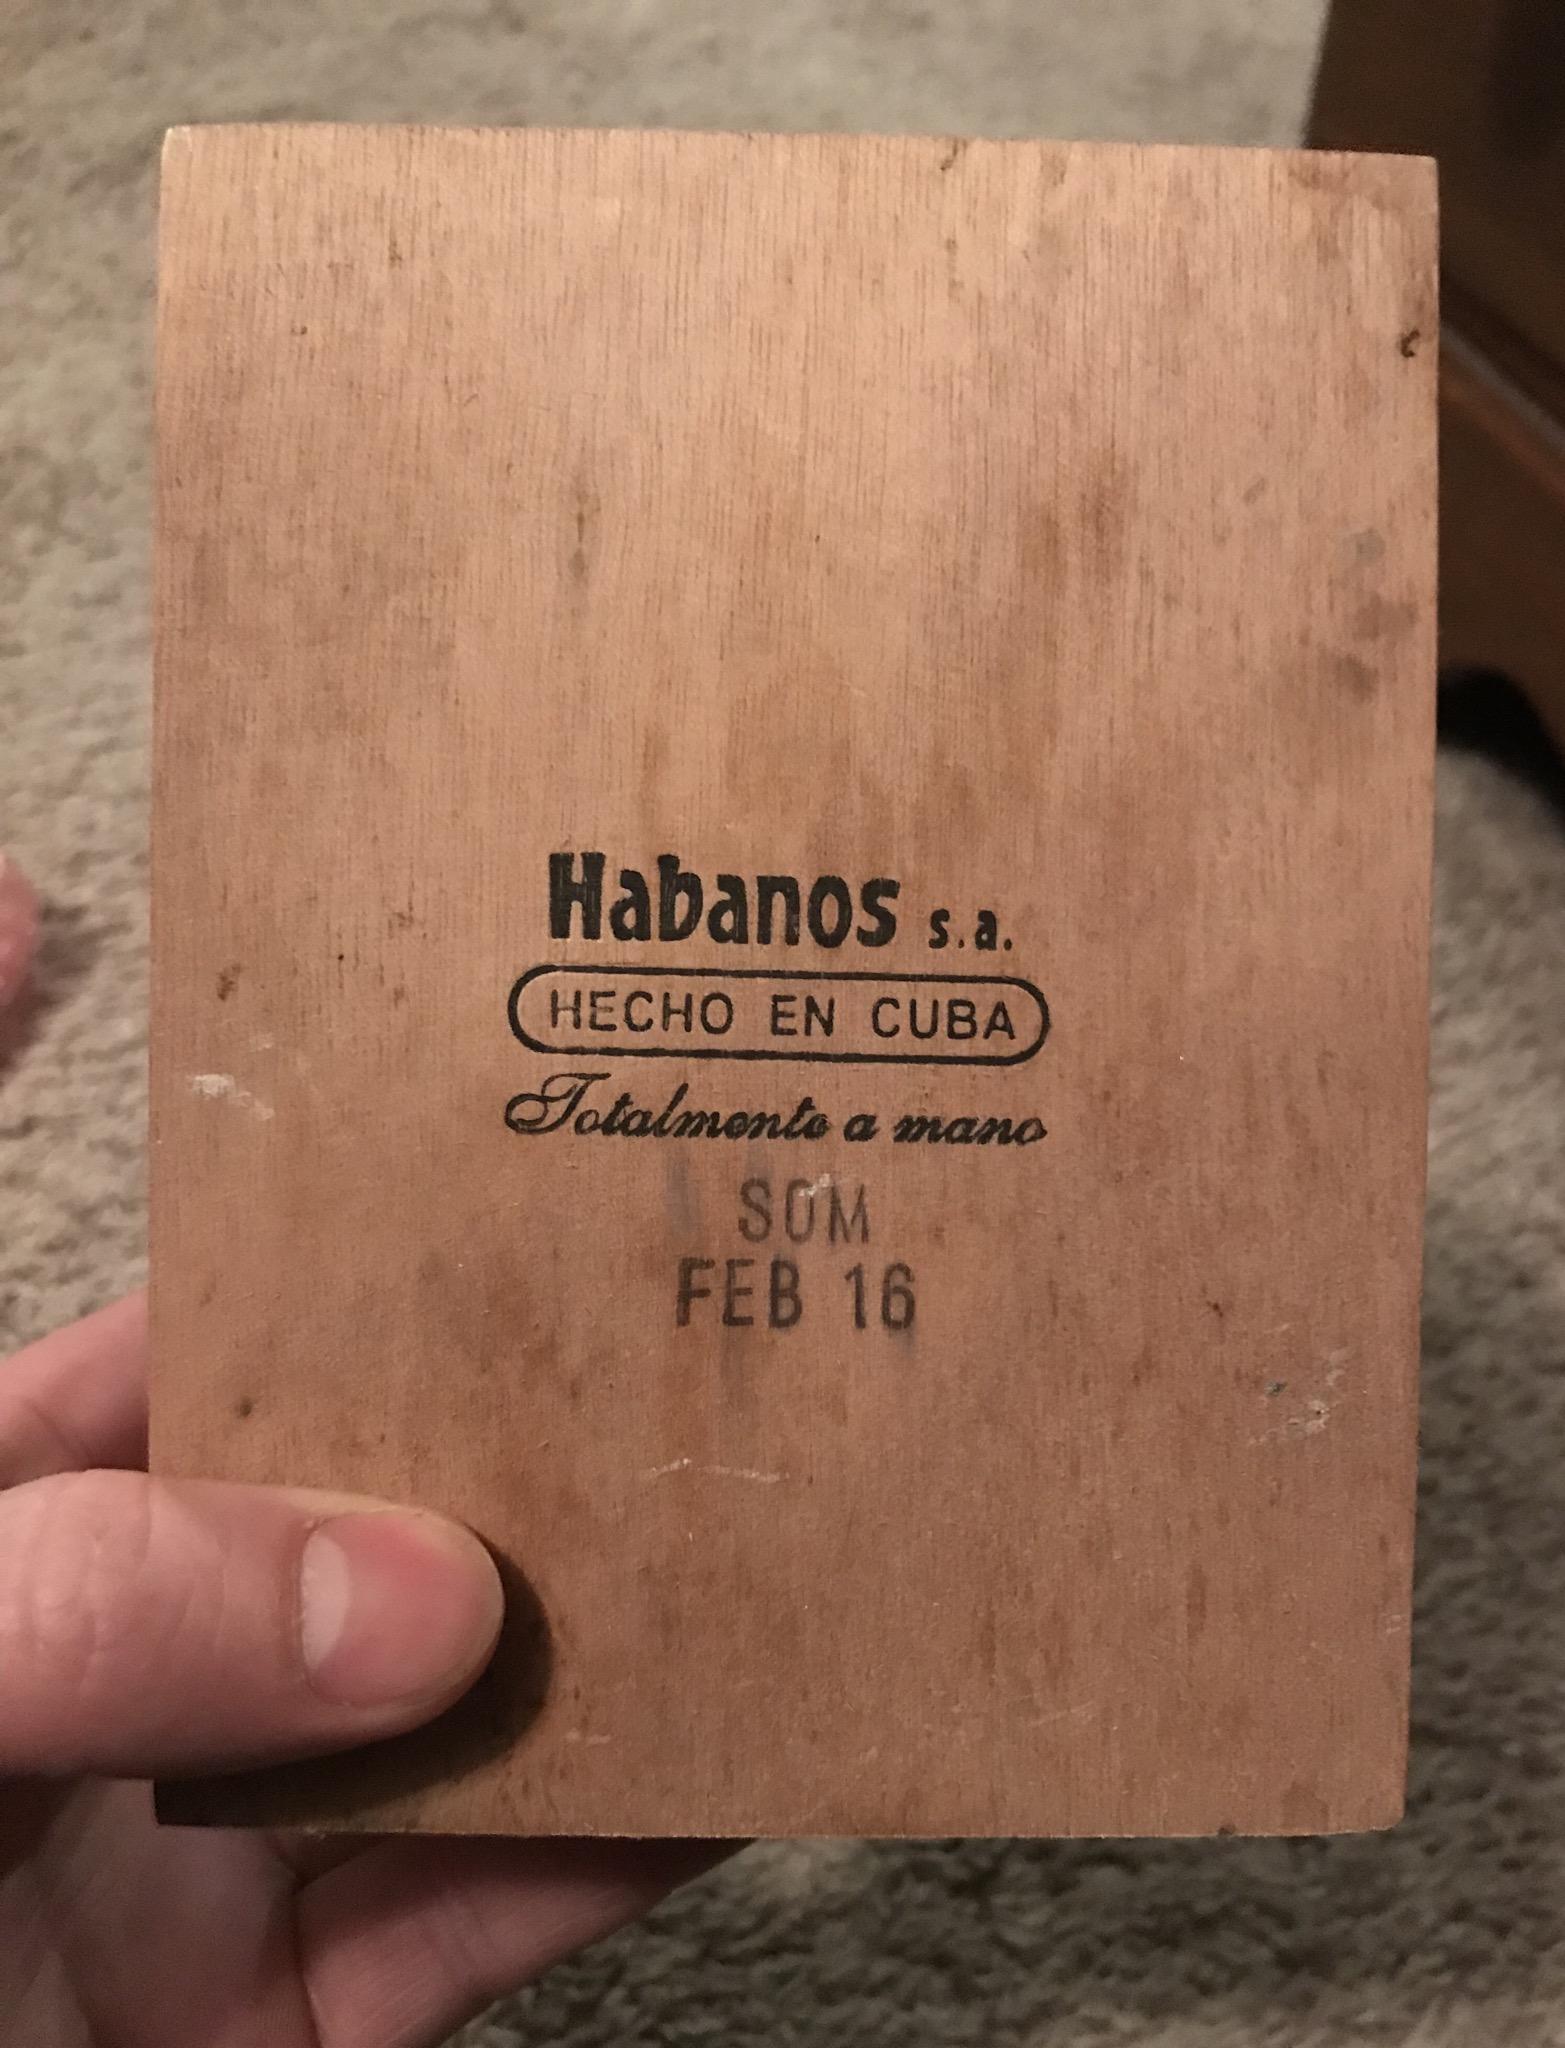 Habanos s.a.
HECHO EN CUBA
Totalmente a mano
SOM
FEB 16